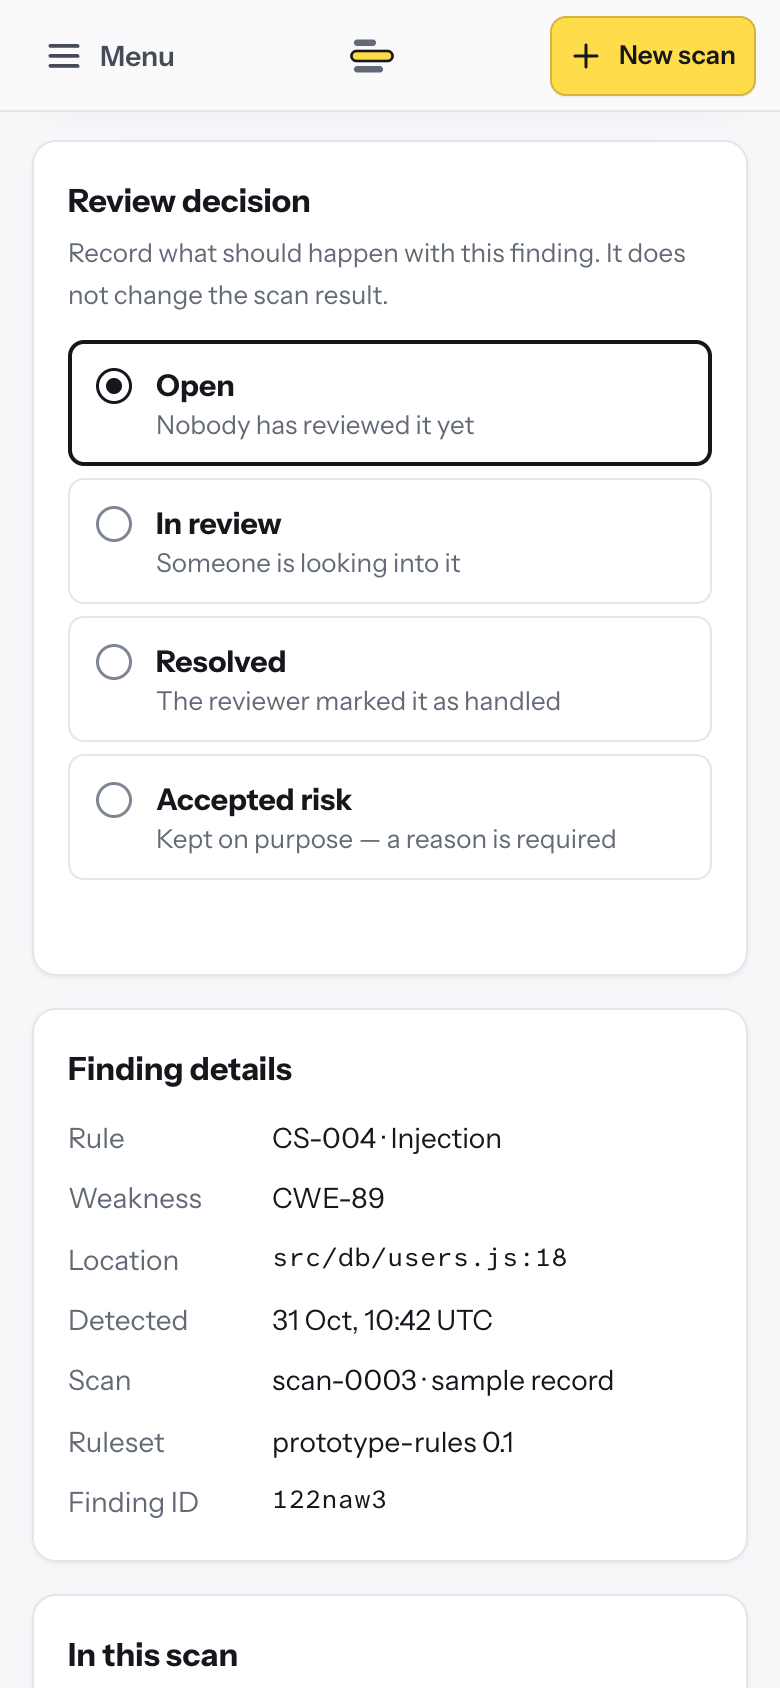 Menu
New scan
Review decision
Record what should happen with this finding. It does
not change the scan result.
Open
Nobody has reviewed it yet
In review
Someone is looking into it
Resolved
The reviewer marked it as handled
Accepted risk
Kept on purpose — a reason is required
Finding details
Rule CS-004 · Injection
Weakness CWE-89
Location src/db/users.js:18
Detected 31 Oct, 10:42 UTC
Scan scan-0003 · sample record
Ruleset prototype-rules 0.1
Finding ID 122naw3
In this scan